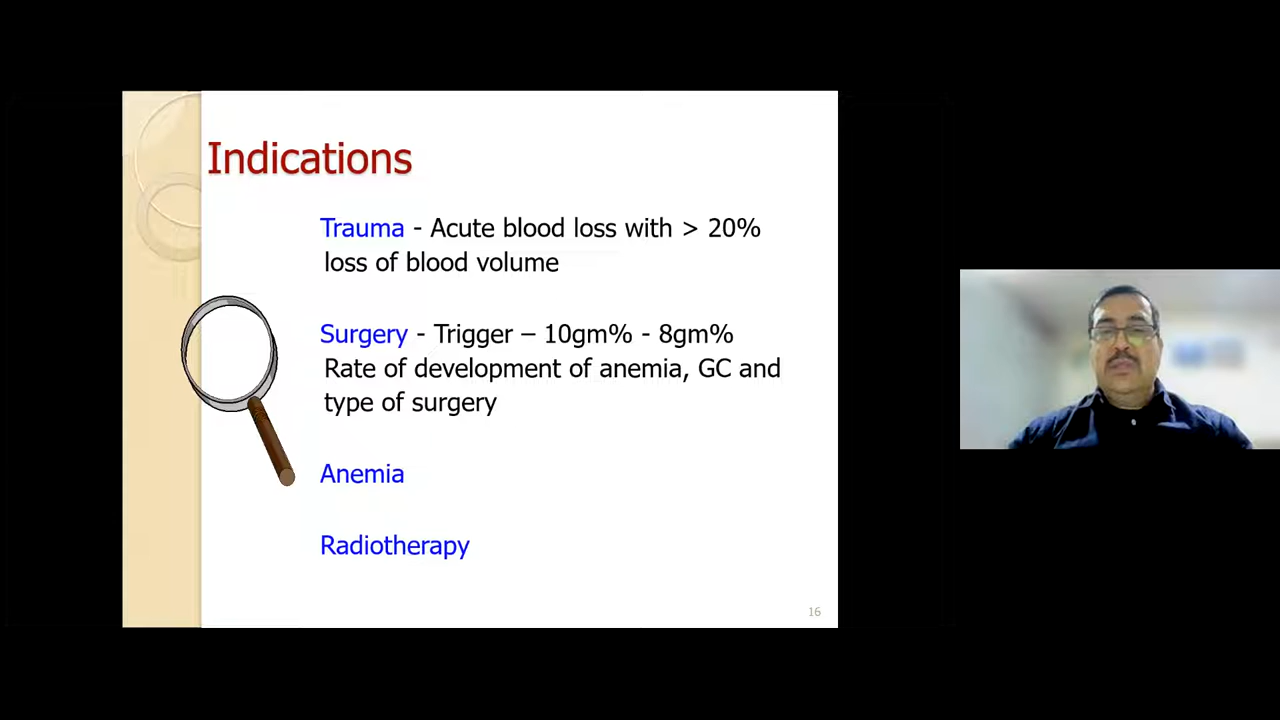 Indications
Trauma - Acute blood loss with > 20%
loss of blood volume
Surgery - Trigger – 10gm% - 8gm%
Rate of development of anemia, GC and
type of surgery
Anemia
Radiotherapy
16